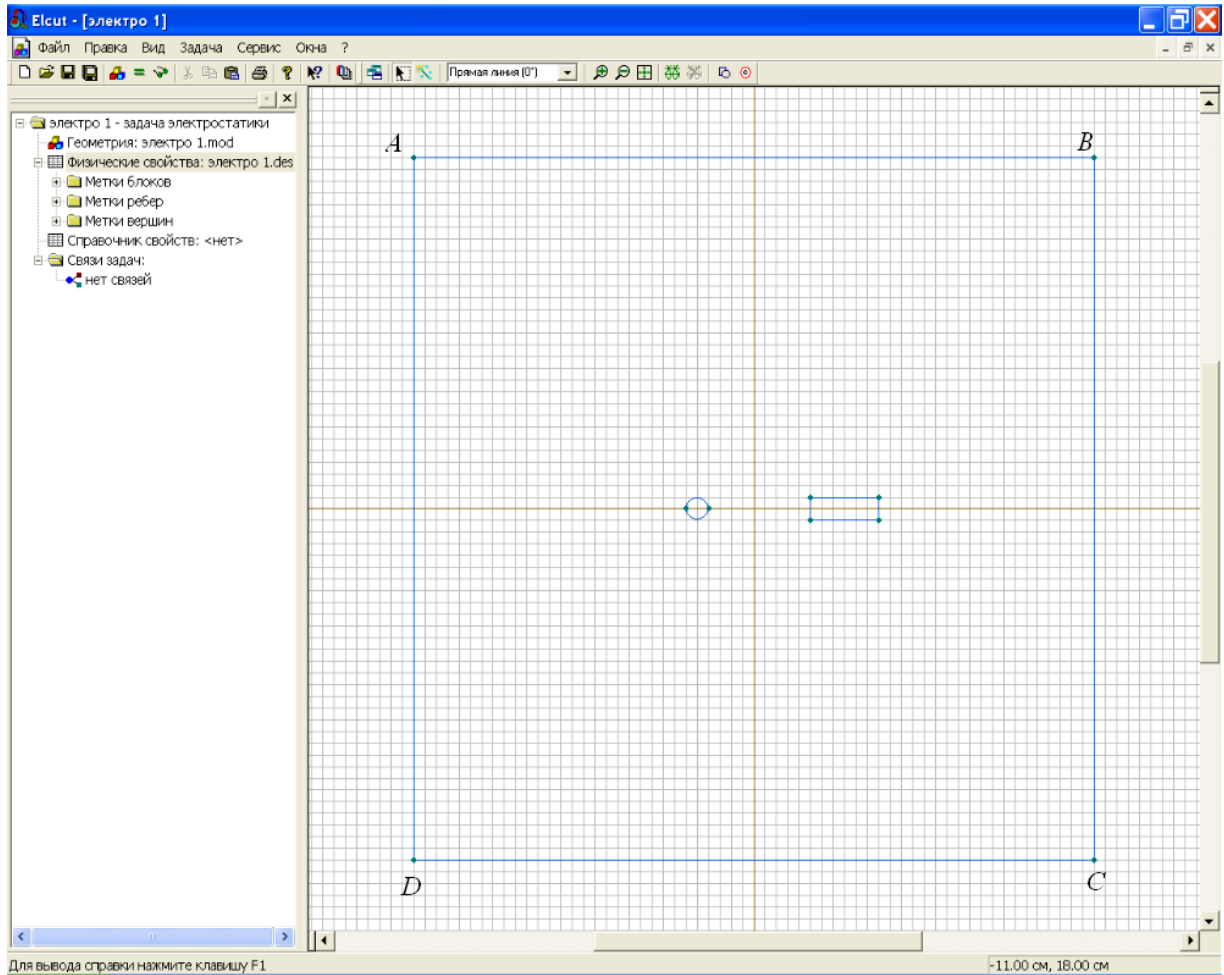 Elcut - [электро 1]
Файл Правка Вид Задача Сервис Окна ?
Прямая линия (0°)
электро 1 - задача электростатики
Геометрия: электро 1.mod
Физические свойства: электро 1.des
Метки блоков
Метки ребер
Метки вершин
Справочник свойств: <нет>
Связи задач:
нет связей
A
B
D
C
Для вывода справки нажмите клавишу F1
-11.00 см, 18.00 см